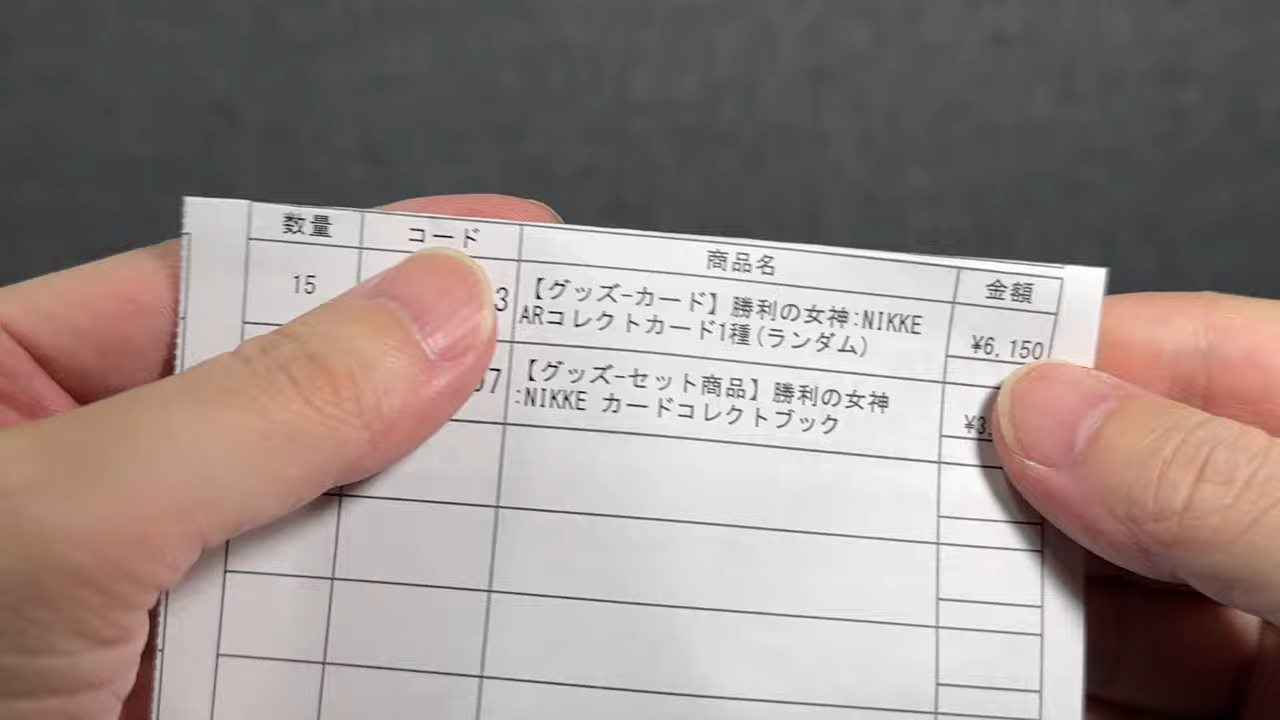 数量 コード 商品名 金額
15 3 【グッズ-カード】勝利の女神:NIKKE
ARコレクトカード1種(ランダム) ¥6,150
07 【グッズ-セット商品】勝利の女神
:NIKKE カードコレクトブック ¥3,